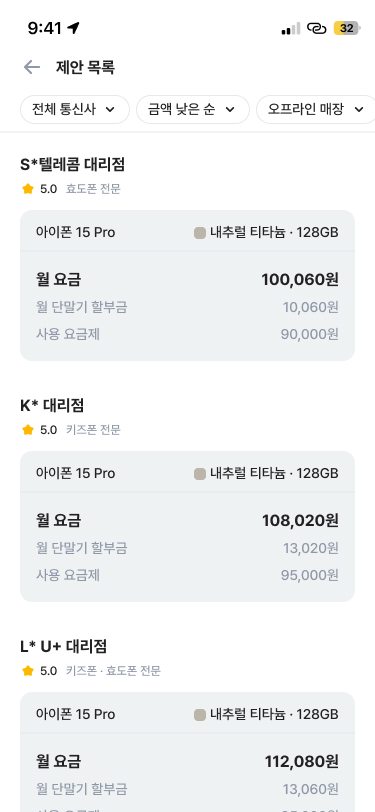 9:41 32
제안 목록
전체 통신사 금액 낮은 순 오프라인 매장
S*텔레콤 대리점
5.0 효도폰 전문
아이폰 15 Pro 내추럴 티타늄 · 128GB
월 요금 100,060원
월 단말기 할부금 10,060원
사용 요금제 90,000원
K* 대리점
5.0 키즈폰 전문
아이폰 15 Pro 내추럴 티타늄 · 128GB
월 요금 108,020원
월 단말기 할부금 13,020원
사용 요금제 95,000원
L* U+ 대리점
5.0 키즈폰 · 효도폰 전문
아이폰 15 Pro 내추럴 티타늄 · 128GB
월 요금 112,080원
월 단말기 할부금 13,060원